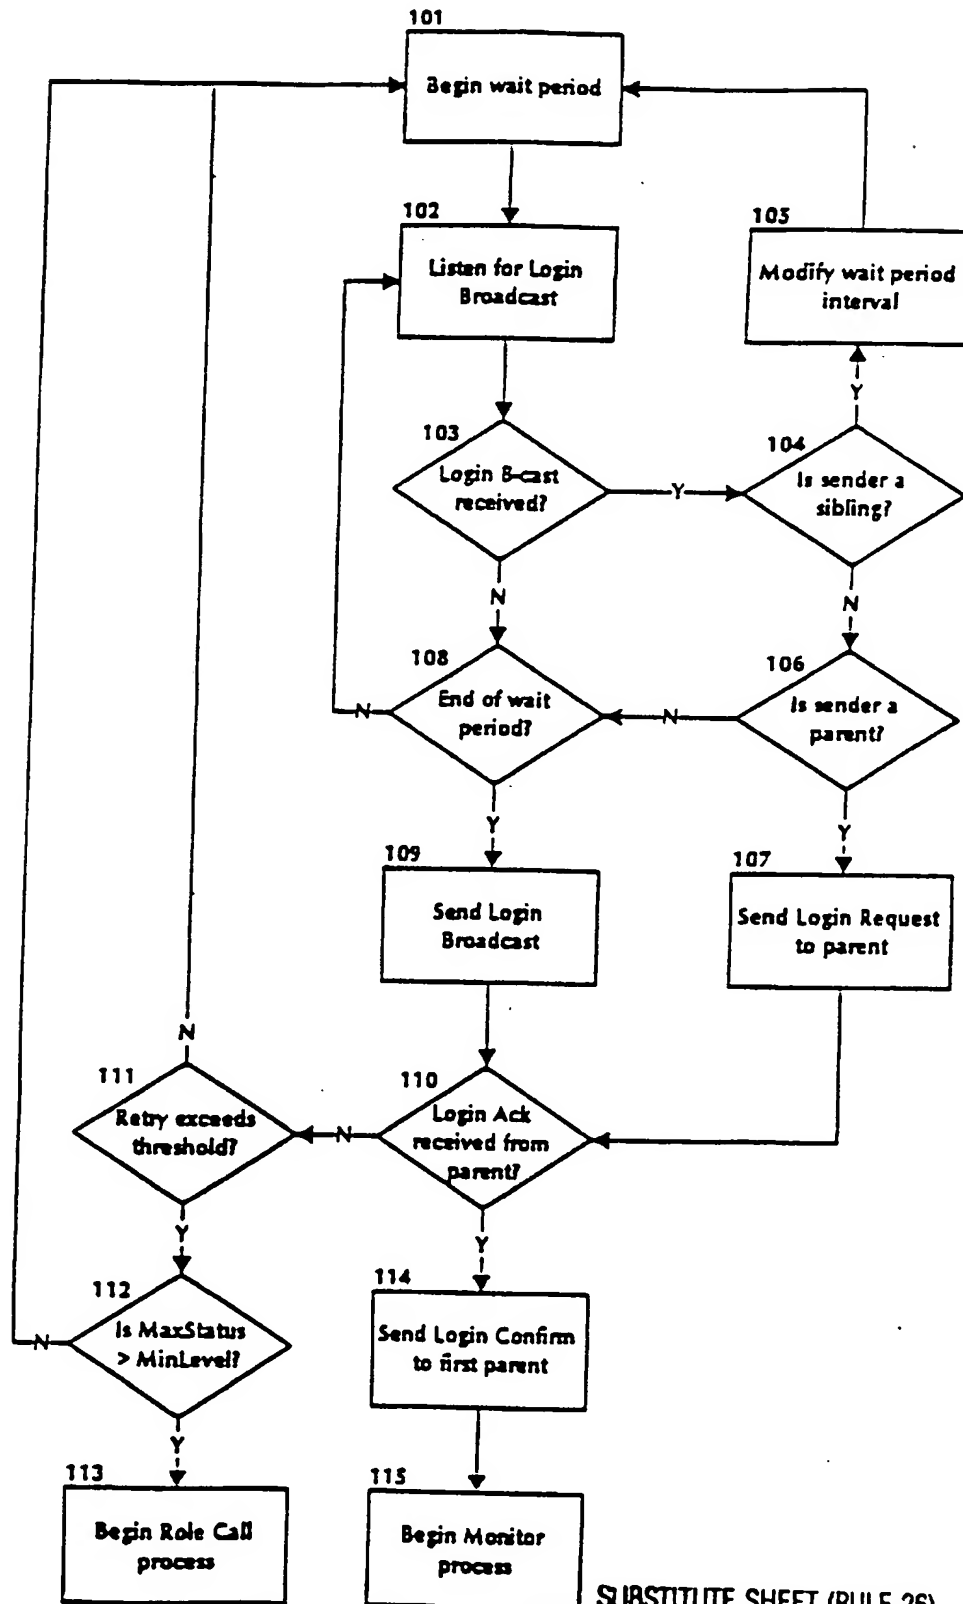 101
Begin wait period
102
Listen for Login
Broadcast
105
Modify wait period
interval
Y
103
Login B-cast
received?
Y
104
Is sender a
sibling?
N
N
108
End of wait
period?
N
N
106
Is sender a
parent?
Y
Y
109
Send Login
Broadcast
107
Send Login Request
to parent
N
111
Retry exceeds
threshold?
N
110
Login Ack
received from
parent?
Y
Y
112
Is MaxStatus
> MinLevel?
N
114
Send Login Confirm
to first parent
Y
113
Begin Role Call
process
115
Begin Monitor
process
SUBSTITUTE SHEET (RULE 26)